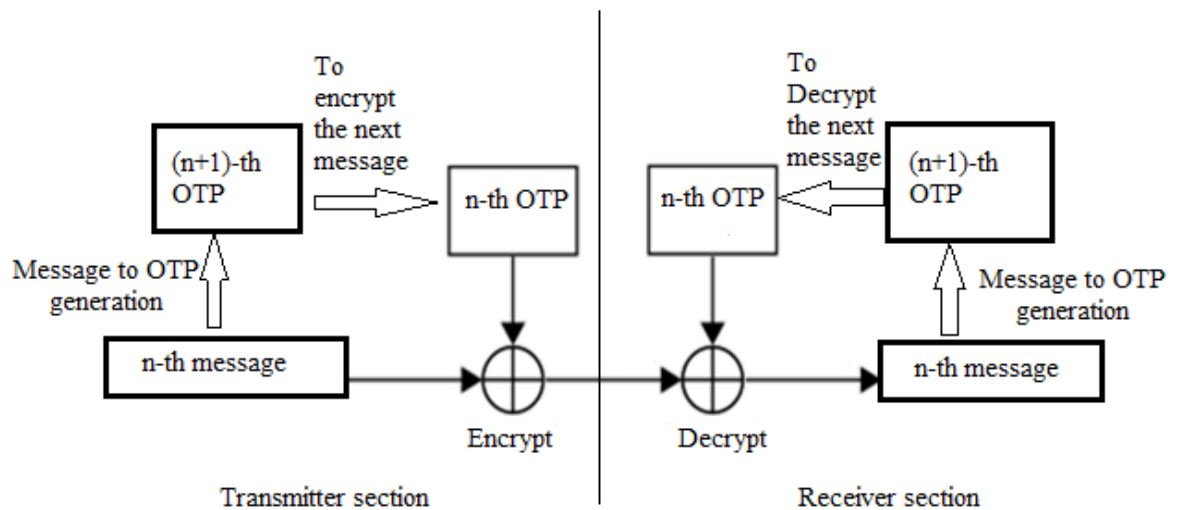 To
encrypt
the next
message
(n+1)-th
OTP
n-th OTP
Message to OTP
generation
n-th message
Encrypt
Transmitter section
To
Decrypt
the next
message
(n+1)-th
OTP
n-th OTP
Message to OTP
generation
n-th message
Decrypt
Receiver section